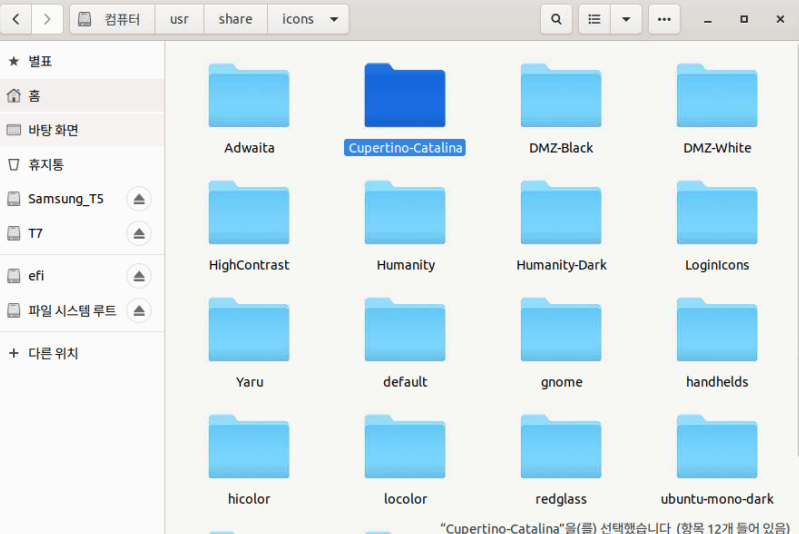 컴퓨터 usr share icons
별표
홈
바탕 화면
휴지통
Samsung_T5
T7
efi
파일 시스템 루트
다른 위치
Adwaita Cupertino-Catalina DMZ-Black DMZ-White
HighContrast Humanity Humanity-Dark LoginIcons
Yaru default gnome handhelds
hicolor locolor redglass ubuntu-mono-dark
“Cupertino-Catalina”을(를) 선택했습니다 (항목 12개 들어 있음)